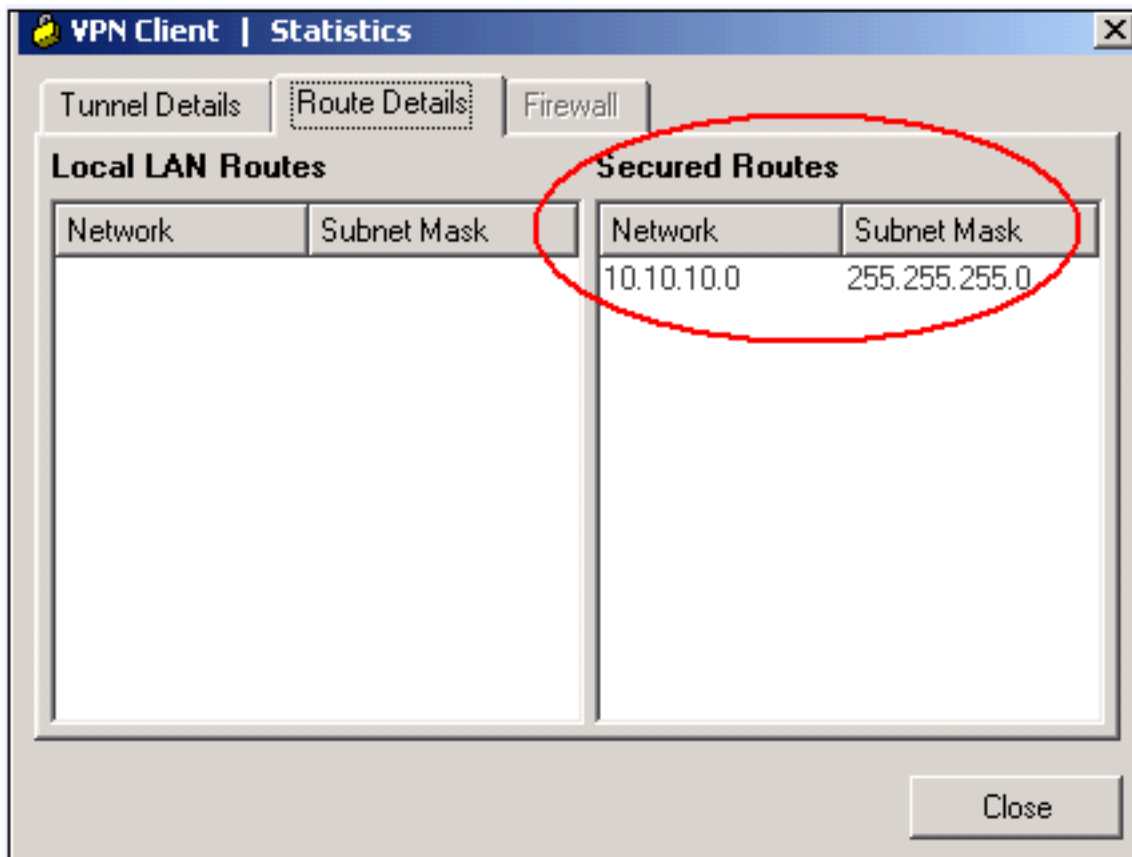 VPN Client | Statistics
Tunnel Details
Route Details
Firewall
Local LAN Routes
Network
Subnet Mask
Secured Routes
Network
Subnet Mask
10.10.10.0
255.255.255.0
Close